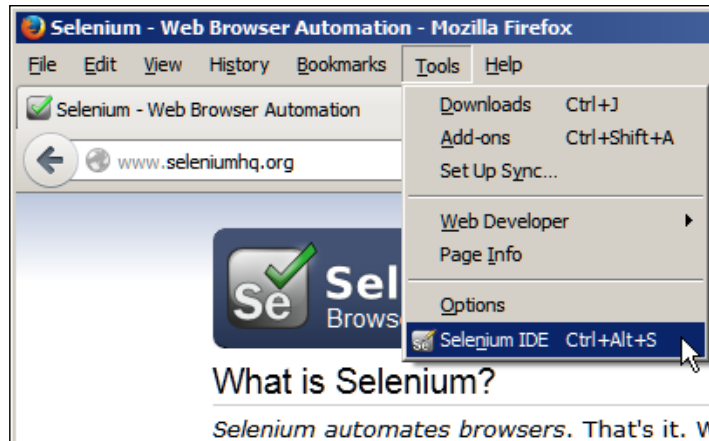 Selenium - Web Browser Automation - Mozilla Firefox
File Edit View History Bookmarks Tools Help
Selenium - Web Browser Automation
www.seleniumhq.org
Downloads Ctrl+J
Add-ons Ctrl+Shift+A
Set Up Sync...
Web Developer
Page Info
Options
Selenium IDE Ctrl+Alt+S
Se
Sel
Brows
What is Selenium?
Selenium automates browsers. That's it. W